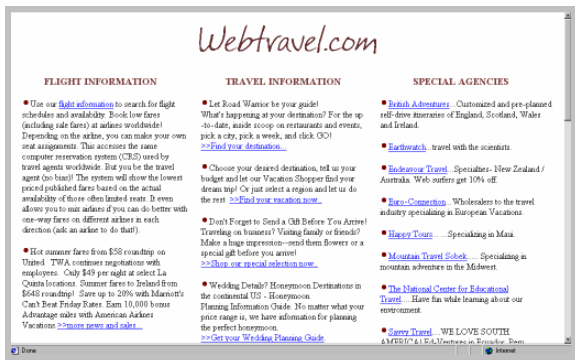 Webtravel.com
FLIGHT INFORMATION
Use our flight information to search for flight
schedules and availability. Book low fares
(including sale fares) at airlines worldwide!
Depending on the airline, you can make your own
seat assignments. This accesses the same
computer reservation system (CRS) used by
travel agents worldwide. But you be the travel
agent (no bias)! The system will show the lowest
priced published fares based on the actual
availability of those often limited seats. It even
allows you to mix airlines if you can do better with
one-way fares on different airlines in each
direction (ask an airline to do that!).
Hot summer fares from $58 roundtrip on
United. TWA continues negotiations with
employees. Only $49 per night at select La
Quinta locations. Summer fares to Ireland from
$648 roundtrip! Save up to 20% with Marriott's
Can't Beat Friday Rates. Earn 10,000 bonus
Advantage miles with American Airlines
Vacations >>more news and sales...
TRAVEL INFORMATION
Let Road Warrior be your guide!
What's happening at your destination? For the up
-to-date, inside scoop on restaurants and events,
pick a city, pick a week, and click GO!
>>Find your destination...
Choose your desired destination, tell us your
budget and let our Vacation Shopper find your
dream trip! Or just select a region and let us do
the rest >>Find your vacation now..
Don't Forget to Send a Gift Before You Arrive!
Traveling on business? Visiting family or friends?
Make a huge impression---send them flowers or a
special gift before you arrive!
>>Shop our special selection now...
Wedding Details? Honeymoon Destinations in
the continental US - Honeymoon
Planning Information Guide. No matter what your
price range is, we have information for planning
the perfect honeymoon.
>>Get your Wedding Planning Guide.
SPECIAL AGENCIES
British Adventures...Customized and pre-planned
self-drive itineraries of England, Scotland, Wales
and Ireland.
Earthwatch...travel with the scientists.
Endeavour Travel...Specialties- New Zealand /
Australia. Web surfers get 10% off.
Euro-Connection...Wholesalers to the travel
industry specializing in European Vacations.
Happy Tours......Specializing in Maui.
Mountain Travel Sobek..... Specializing in
mountain adventure in the Midwest.
The National Center for Educational
Travel.....Have fun while learning about our
environment.
Savvy Travel....WE LOVE SOUTH
AMERICA! Ed-Ventures in Ecuador, Peru
Done
Internet